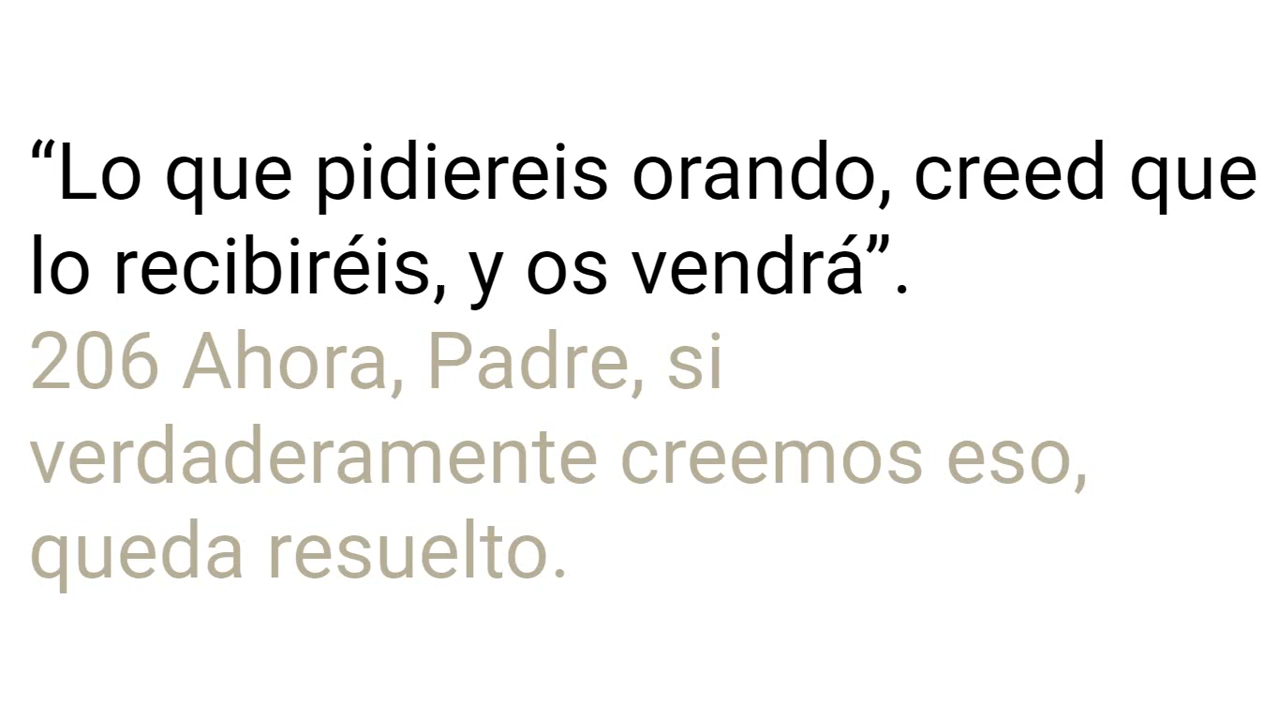 “Lo que pidiereis orando, creed que
lo recibiréis, y os vendrá”.
206 Ahora, Padre, si
verdaderamente creemos eso,
queda resuelto.